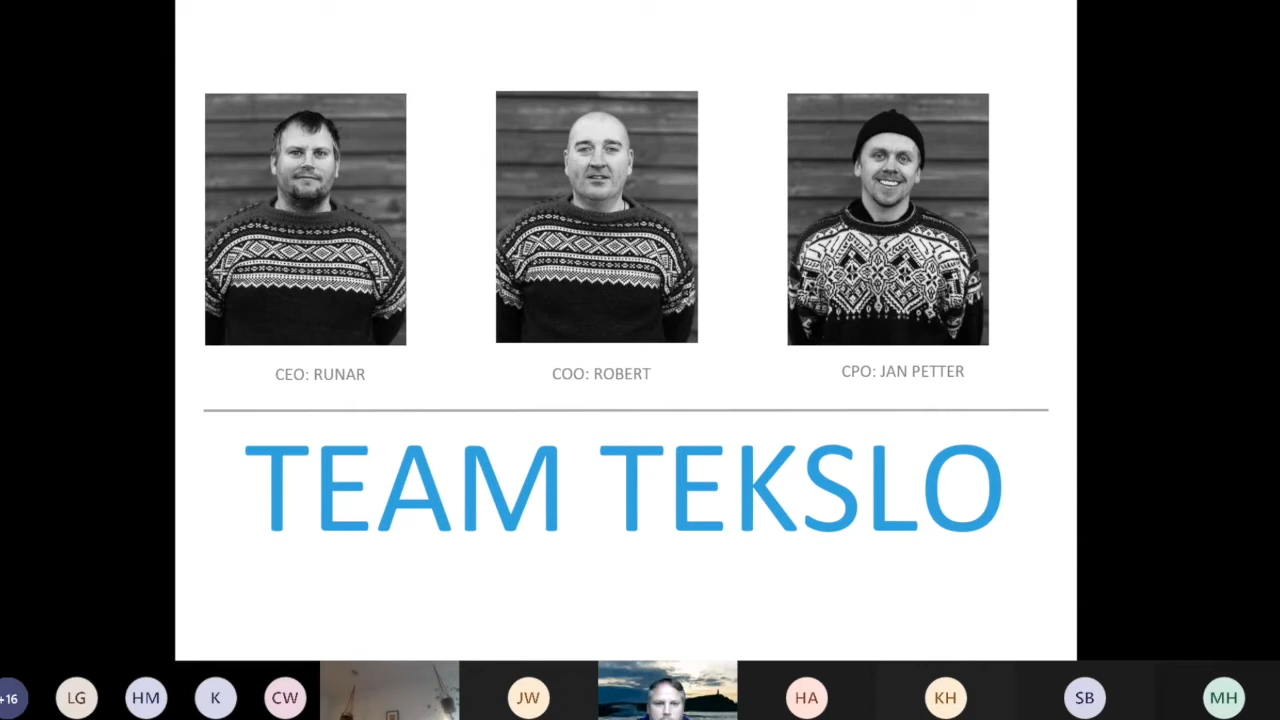 CEO: RUNAR
COO: ROBERT
CPO: JAN PETTER
TEAM TEKSLO
+16
LG
HM
K
CW
JW
HA
KH
SB
MH